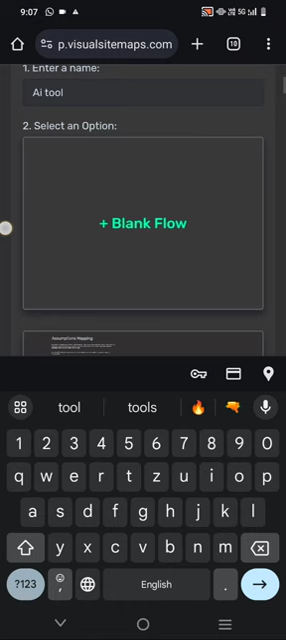 9:07
5G
p.visualsitemaps.com
10
1. Enter a name:
Ai tool
2. Select an Option:
+ Blank Flow
Assumptions Mapping
tool tools
1 2 3 4 5 6 7 8 9 0
q w e r t z u i o p
a s d f g h j k l
y x c v b n m
?123 , English .